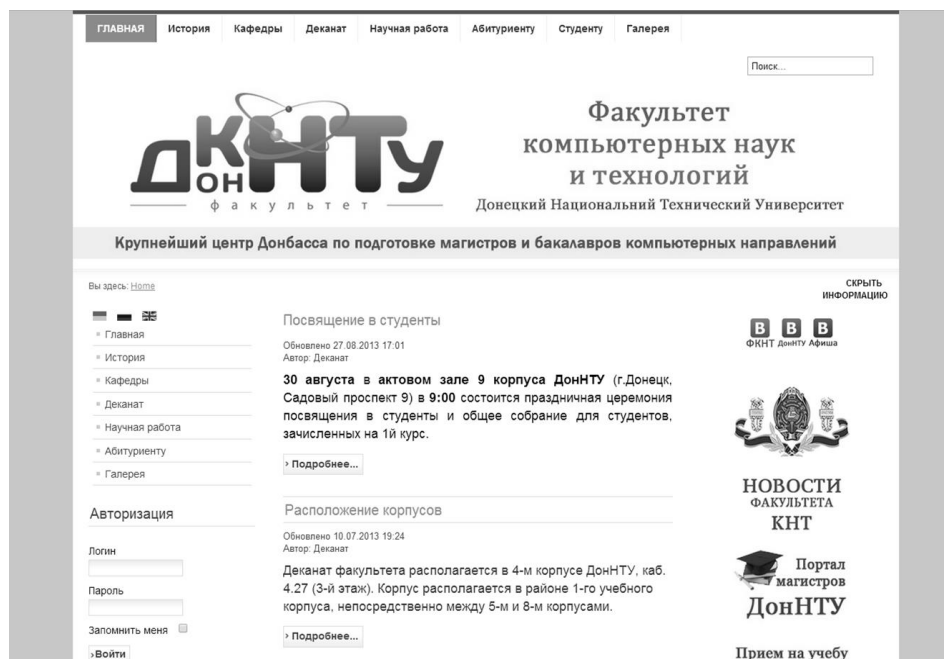 ГЛАВНАЯ История Кафедры Деканат Научная работа Абитуриенту Студенту Галерея
Поиск...
ДОНКНТУ
факультет
Факультет
компьютерных наук
и технологий
Донецкий Национальний Технический Университет
Крупнейший центр Донбасса по подготовке магистров и бакалавров компьютерных направлений
Вы здесь: Home
Главная
История
Кафедры
Деканат
Научная работа
Абитуриенту
Галерея
Авторизация
Логин
Пароль
Запомнить меня
›Войти
Посвящение в студенты
Обновлено 27.08.2013 17:01
Автор: Деканат
30 августа в актовом зале 9 корпуса ДонНТУ (г.Донецк,
Садовый проспект 9) в 9:00 состоится праздничная церемония
посвящения в студенты и общее собрание для студентов,
зачисленных на 1й курс.
› Подробнее...
Расположение корпусов
Обновлено 10.07.2013 19:24
Автор: Деканат
Деканат факультета располагается в 4-м корпусе ДонНТУ, каб.
4.27 (3-й этаж). Корпус располагается в районе 1-го учебного
корпуса, непосредственно между 5-м и 8-м корпусами.
› Подробнее...
СКРЫТЬ
ИНФОРМАЦИЮ
В В В
ФКНТ ДонНТУ Афиша
НОВОСТИ
ФАКУЛЬТЕТА
КНТ
Портал
магистров
ДонНТУ
Прием на учебу